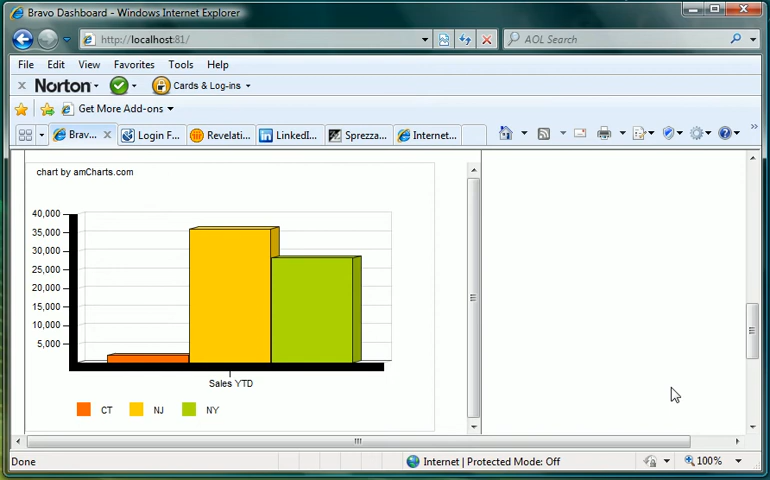 Bravo Dashboard - Windows Internet Explorer
http://localhost:81/
AOL Search
File Edit View Favorites Tools Help
Norton Cards & Log-ins
Get More Add-ons
Brav... Login F... Revelati... LinkedI... Sprezza... Internet...
chart by amCharts.com
40,000
35,000
30,000
25,000
20,000
15,000
10,000
5,000
Sales YTD
CT NJ NY
Done Internet | Protected Mode: Off 100%